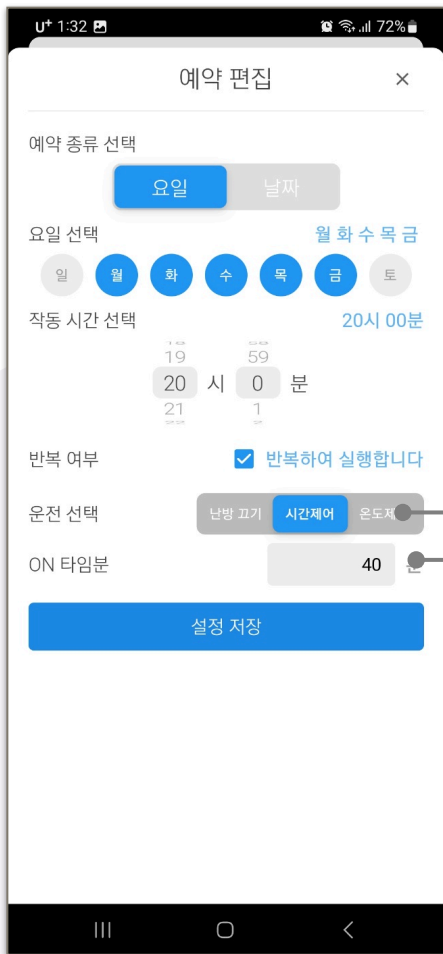 U+ 1:32 72%
예약 편집 ×
예약 종류 선택
요일 날짜
요일 선택 월 화 수 목 금
일 월 화 수 목 금 토
작동 시간 선택 20시 00분
19 59
20 시 0 분
21 1
반복 여부 반복하여 실행합니다
운전 선택 난방 끄기 시간제어 온도제
ON 타임분 40
설정 저장